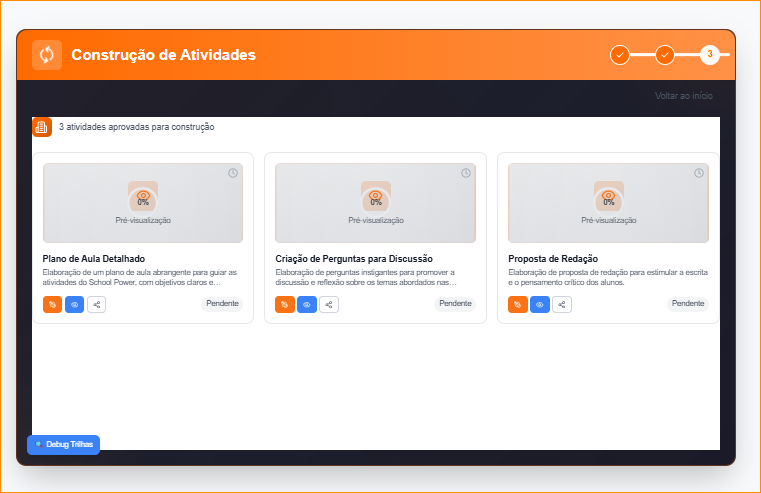 Construção de Atividades
3
Voltar ao início
3 atividades aprovadas para construção
0%
Pré-visualização
Plano de Aula Detalhado
Elaboração de um plano de aula abrangente para guiar as
atividades do School Power, com objetivos claros e...
Pendente
0%
Pré-visualização
Criação de Perguntas para Discussão
Elaboração de perguntas instigantes para promover a
discussão e reflexão sobre os temas abordados nas...
Pendente
0%
Pré-visualização
Proposta de Redação
Elaboração de proposta de redação para estimular a escrita
e o pensamento crítico dos alunos.
Pendente
Debug Trilhas